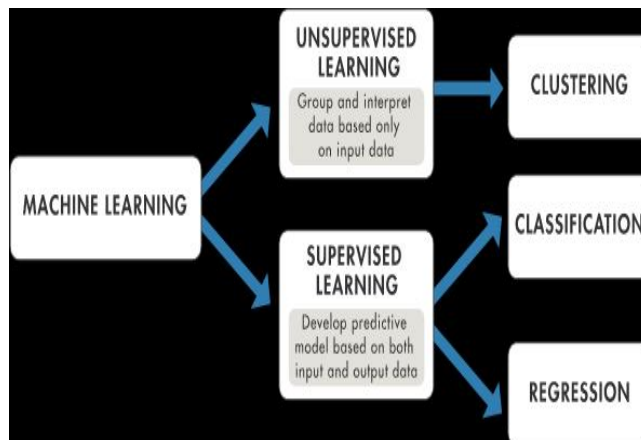 MACHINE LEARNING
UNSUPERVISED
LEARNING
Group and interpret
data based only
on input data
CLUSTERING
SUPERVISED
LEARNING
Develop predictive
model based on both
input and output data
CLASSIFICATION
REGRESSION